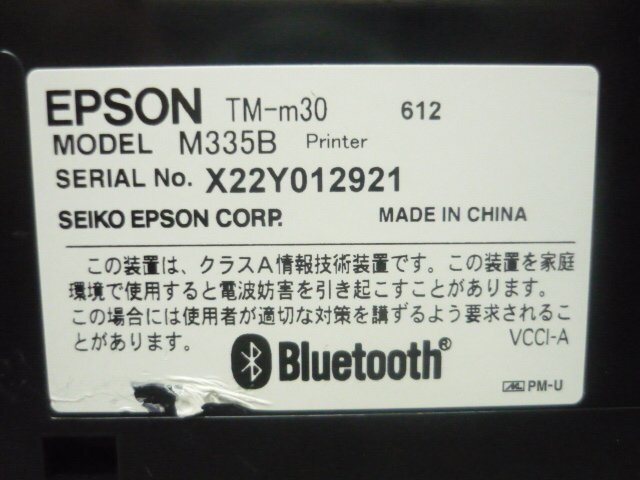 EPSON TM-m30 612
MODEL M335B Printer
SERIAL No. X22Y012921
SEIKO EPSON CORP. MADE IN CHINA
この装置は、クラスA情報技術装置です。この装置を家庭
環境で使用すると電波妨害を引き起こすことがあります。
この場合には使用者が適切な対策を講ずるよう要求されるこ
とがあります。 VCCI-A
Bluetooth®
PM-U